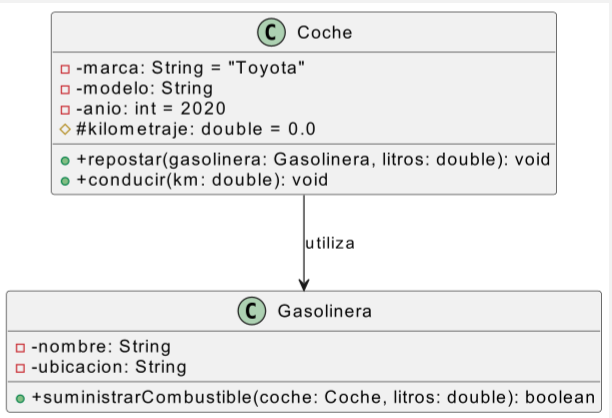 C Coche
-marca: String = "Toyota"
-modelo: String
-anio: int = 2020
#kilometraje: double = 0.0
+repostar(gasolinera: Gasolinera, litros: double): void
+conducir(km: double): void
utiliza
C Gasolinera
-nombre: String
-ubicacion: String
+suministrarCombustible(coche: Coche, litros: double): boolean